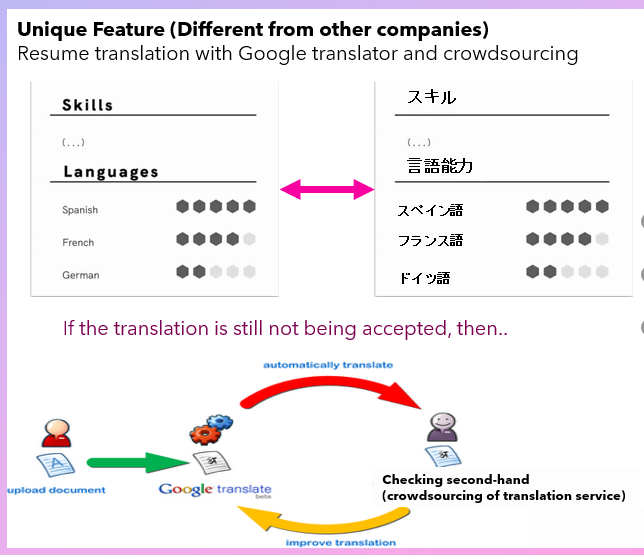 Unique Feature (Different from other companies)
Resume translation with Google translator and crowdsourcing
Skills
(...)
Languages
Spanish
French
German
スキル
(...)
言語能力
スペイン語
フランス語
ドイツ語
If the translation is still not being accepted, then..
automatically translate
upload document
Google translate
beta
Checking second-hand
(crowdsourcing of translation service)
improve translation